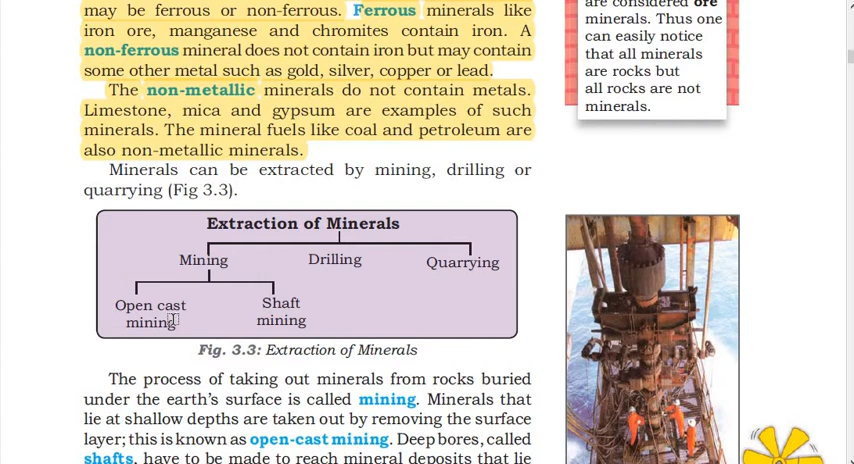 may be ferrous or non-ferrous. Ferrous minerals like
iron ore, manganese and chromites contain iron. A
non-ferrous mineral does not contain iron but may contain
some other metal such as gold, silver, copper or lead.
The non-metallic minerals do not contain metals.
Limestone, mica and gypsum are examples of such
minerals. The mineral fuels like coal and petroleum are
also non-metallic minerals.
Minerals can be extracted by mining, drilling or
quarrying (Fig 3.3).
Extraction of Minerals
Mining
Drilling
Quarrying
Open cast
mining
Shaft
mining
Fig. 3.3: Extraction of Minerals
The process of taking out minerals from rocks buried
under the earth's surface is called mining. Minerals that
lie at shallow depths are taken out by removing the surface
layer; this is known as open-cast mining. Deep bores, called
shafts, have to be made to reach mineral deposits that lie
are considered ore
minerals. Thus one
can easily notice
that all minerals
are rocks but
all rocks are not
minerals.